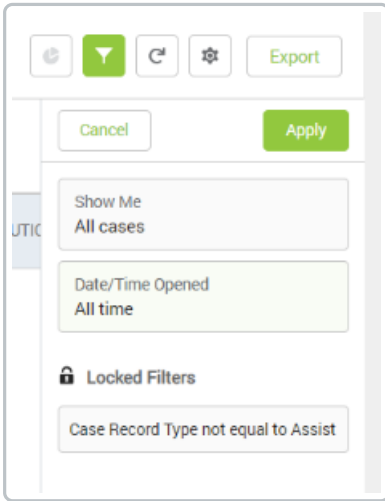 Export
Cancel
Apply
Show Me
All cases
UTIO
Date/Time Opened
All time
Locked Filters
Case Record Type not equal to Assist